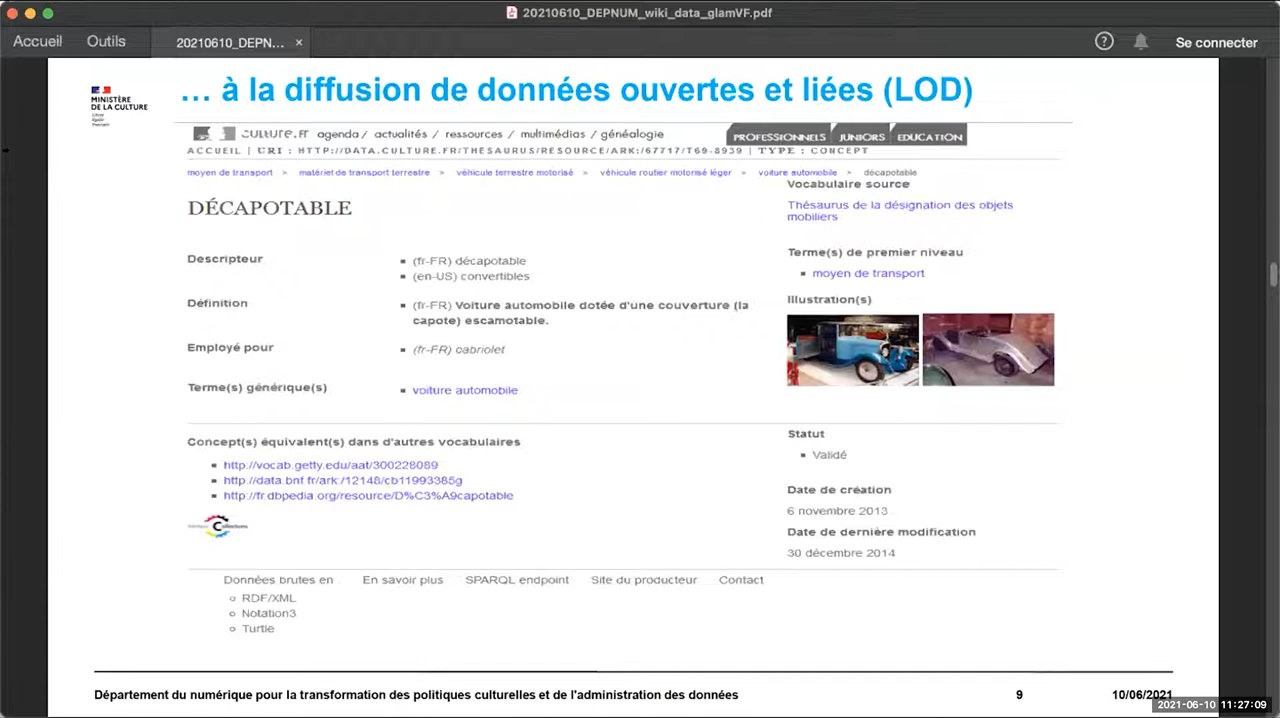 20210610_DEPNUM_wiki_data_glamVF.pdf
Accueil Outils 20210610_DEPN... × ? Se connecter
MINISTÈRE
DE LA CULTURE
Liberté
Égalité
Fraternité
… à la diffusion de données ouvertes et liées (LOD)
CULTURE.FR agenda / actualités / ressources / multimédias / généalogie PROFESSIONNELS JUNIORS EDUCATION
ACCUEIL | URI : HTTP://DATA.CULTURE.FR/THESAURUS/RESOURCE/ARK:/67717/T69-8939 | TYPE : CONCEPT
moyen de transport > matériel de transport terrestre > véhicule terrestre motorisé > véhicule routier motorisé léger > voiture automobile > décapotable
DÉCAPOTABLE
Descripteur
(fr-FR) décapotable
(en-US) convertibles
Définition
(fr-FR) Voiture automobile dotée d'une couverture (la
capote) escamotable.
Employé pour
(fr-FR) cabriolet
Terme(s) générique(s)
voiture automobile
Vocabulaire source
Thésaurus de la désignation des objets
mobiliers
Terme(s) de premier niveau
moyen de transport
Illustration(s)
Concept(s) équivalent(s) dans d'autres vocabulaires
http://vocab.getty.edu/aat/300228089
http://data.bnf.fr/ark:/12148/cb11993385g
http://fr.dbpedia.org/resource/D%C3%A9capotable
Collections
Statut
Validé
Date de création
6 novembre 2013
Date de dernière modification
30 décembre 2014
Données brutes en En savoir plus SPARQL endpoint Site du producteur Contact
RDF/XML
Notation3
Turtle
Département du numérique pour la transformation des politiques culturelles et de l'administration des données 9 10/06/2021
2021-06-10 11:27:09